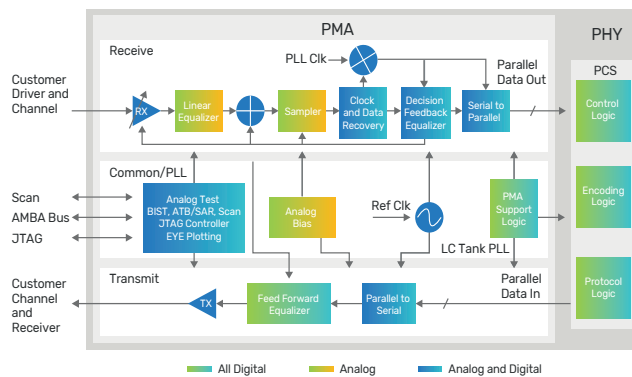 PMA
PHY
Receive
PLL Clk
Parallel
Data Out
PCS
Customer
Driver and
Channel
RX
Linear
Equalizer
Sampler
Clock
and Data
Recovery
Decision
Feedback
Equalizer
Serial to
Parallel
Control
Logic
Common/PLL
Scan
AMBA Bus
JTAG
Analog Test
BIST, ATB/SAR, Scan
JTAG Controller
EYE Plotting
Analog
Bias
Ref Clk
LC Tank PLL
PMA
Support
Logic
Encoding
Logic
Transmit
Customer
Channel
and
Receiver
TX
Feed Forward
Equalizer
Parallel to
Serial
Parallel
Data In
Protocol
Logic
All Digital
Analog
Analog and Digital